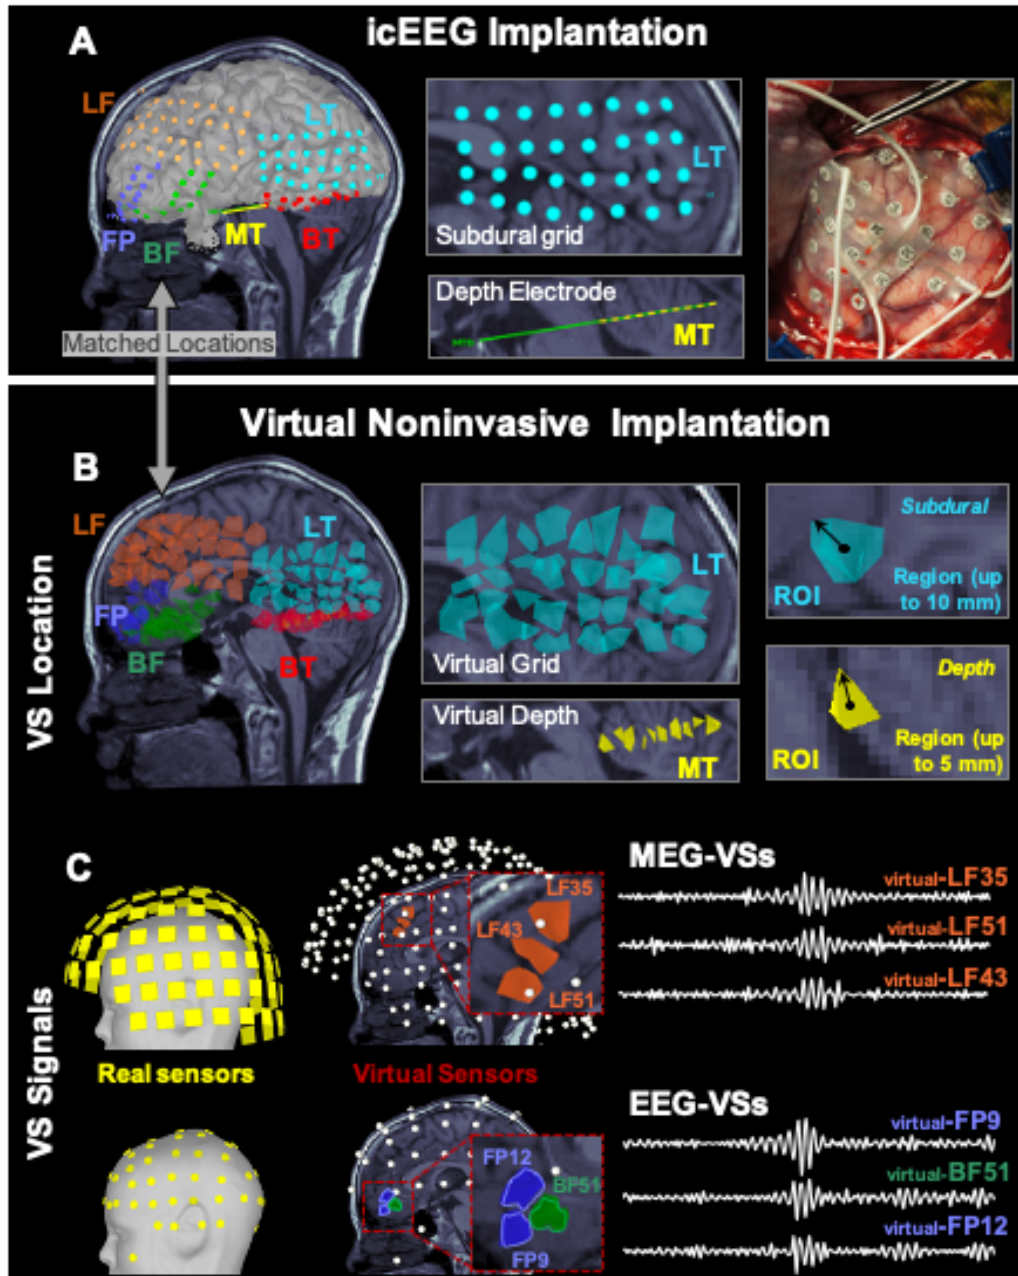 A
icEEG Implantation
LF
LT
FP
BF
MT
BT
LT
Subdural grid
Depth Electrode
MT
Matched Locations
Virtual Noninvasive Implantation
B
VS Location
LF
LT
FP
BF
BT
LT
Virtual Grid
Virtual Depth
MT
Subdural
ROI
Region (up
to 10 mm)
Depth
ROI
Region (up
to 5 mm)
C
VS Signals
Real sensors
Virtual Sensors
LF35
LF43
LF51
MEG-VSs
virtual-LF35
virtual-LF51
virtual-LF43
FP12
BF51
FP9
EEG-VSs
virtual-FP9
virtual-BF51
virtual-FP12